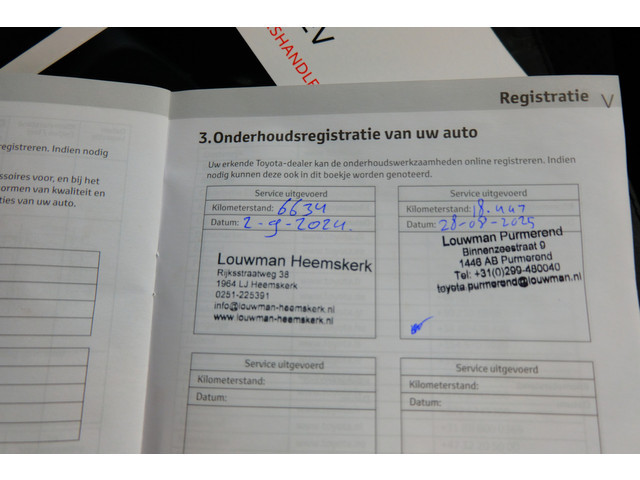 V
SHANDLE
Registratie V
3.Onderhoudsregistratie van uw auto
registreren. Indien nodig
Uw erkende Toyota-dealer kan de onderhoudswerkzaamheden online registreren. Indien
nodig kunnen deze ook in dit boekje worden genoteerd.
soires voor, en bij het
ormen van kwaliteit en
ties van uw auto.
Service uitgevoerd
Kilometerstand: 6634
Datum: 2-9-2024.
Louwman Heemskerk
Rijksstraatweg 38
1964 LJ Heemskerk
0251-225391
info@louwman-heemskerk.nl
www.louwman-heemskerk.nl
Service uitgevoerd
Kilometerstand: 18.447
Datum: 28-08-2025
Louwman Purmerend
Binnenzeestraat 9
1446 AB Purmerend
Tel: +31(0)299-480040
toyota.purmerend@louwman.nl
Service uitgevoerd
Kilometerstand:
Datum:
Service uitgevoerd
Kilometerstand:
Datum: